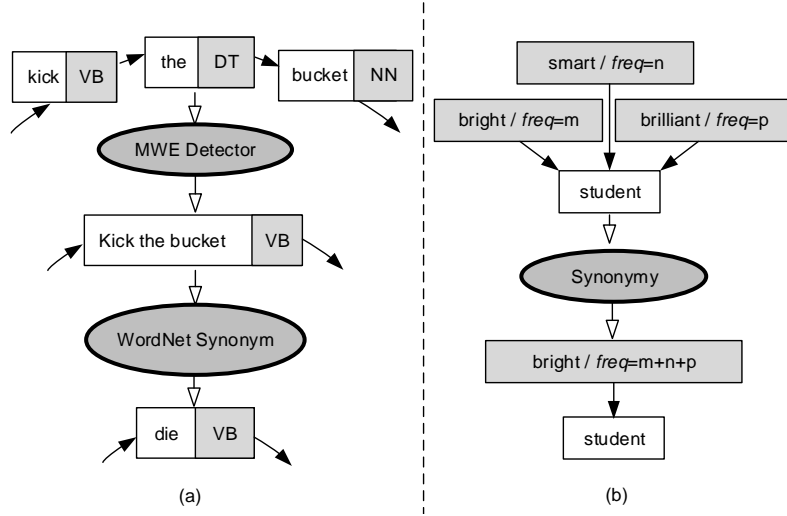 kick VB the DT bucket NN
MWE Detector
Kick the bucket VB
WordNet Synonym
die VB
(a)
smart / freq=n
bright / freq=m brilliant / freq=p
student
Synonymy
bright / freq=m+n+p
student
(b)